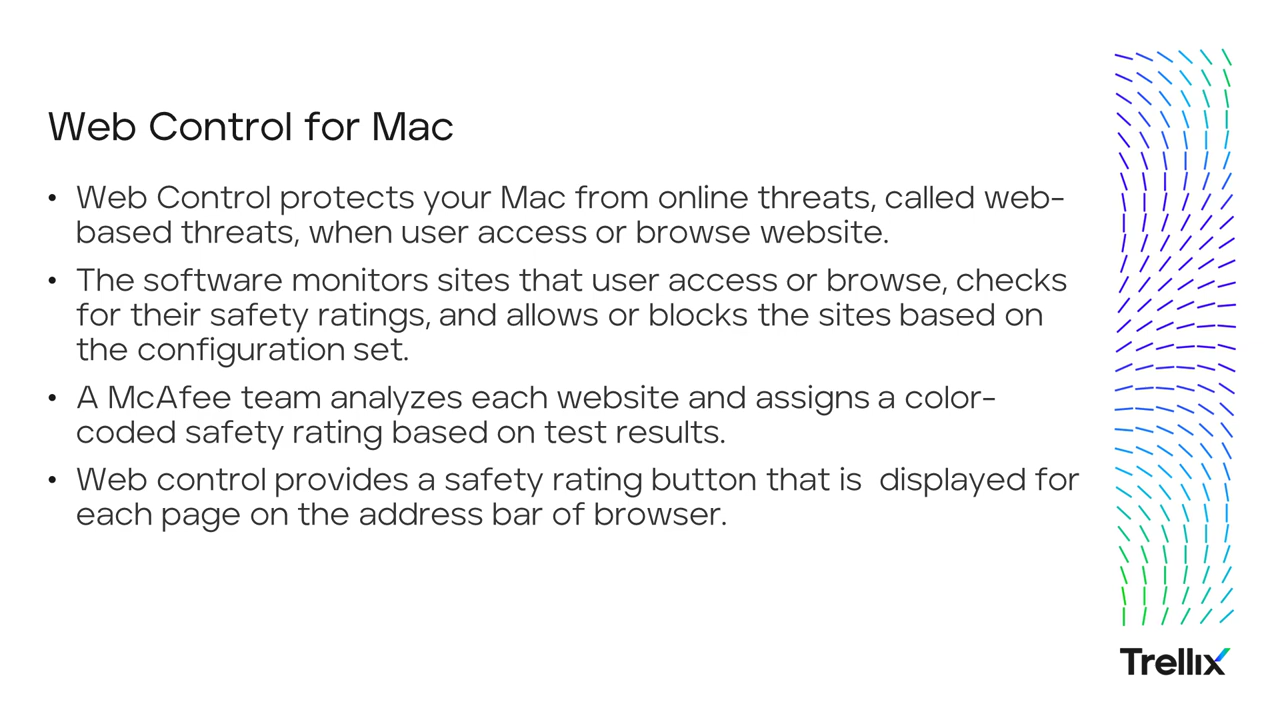 Web Control for Mac
• Web Control protects your Mac from online threats, called web-
based threats, when user access or browse website.
• The software monitors sites that user access or browse, checks
for their safety ratings, and allows or blocks the sites based on
the configuration set.
• A McAfee team analyzes each website and assigns a color-
coded safety rating based on test results.
• Web control provides a safety rating button that is  displayed for
each page on the address bar of browser.
Trellix